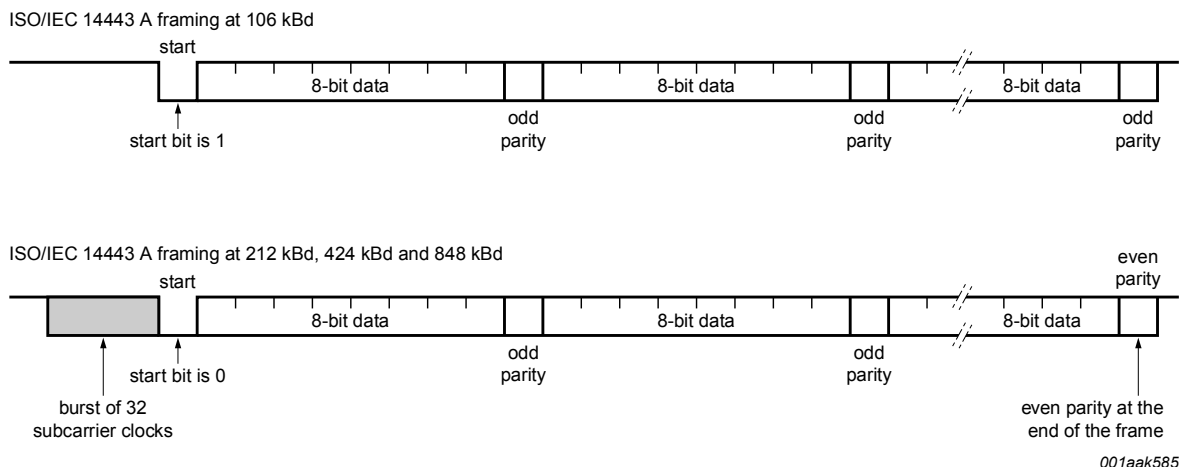 ISO/IEC 14443 A framing at 106 kBd
start
8-bit data
8-bit data
8-bit data
start bit is 1
odd
parity
odd
parity
odd
parity
ISO/IEC 14443 A framing at 212 kBd, 424 kBd and 848 kBd
start
even
parity
8-bit data
8-bit data
8-bit data
start bit is 0
odd
parity
odd
parity
burst of 32
subcarrier clocks
even parity at the
end of the frame
001aak585